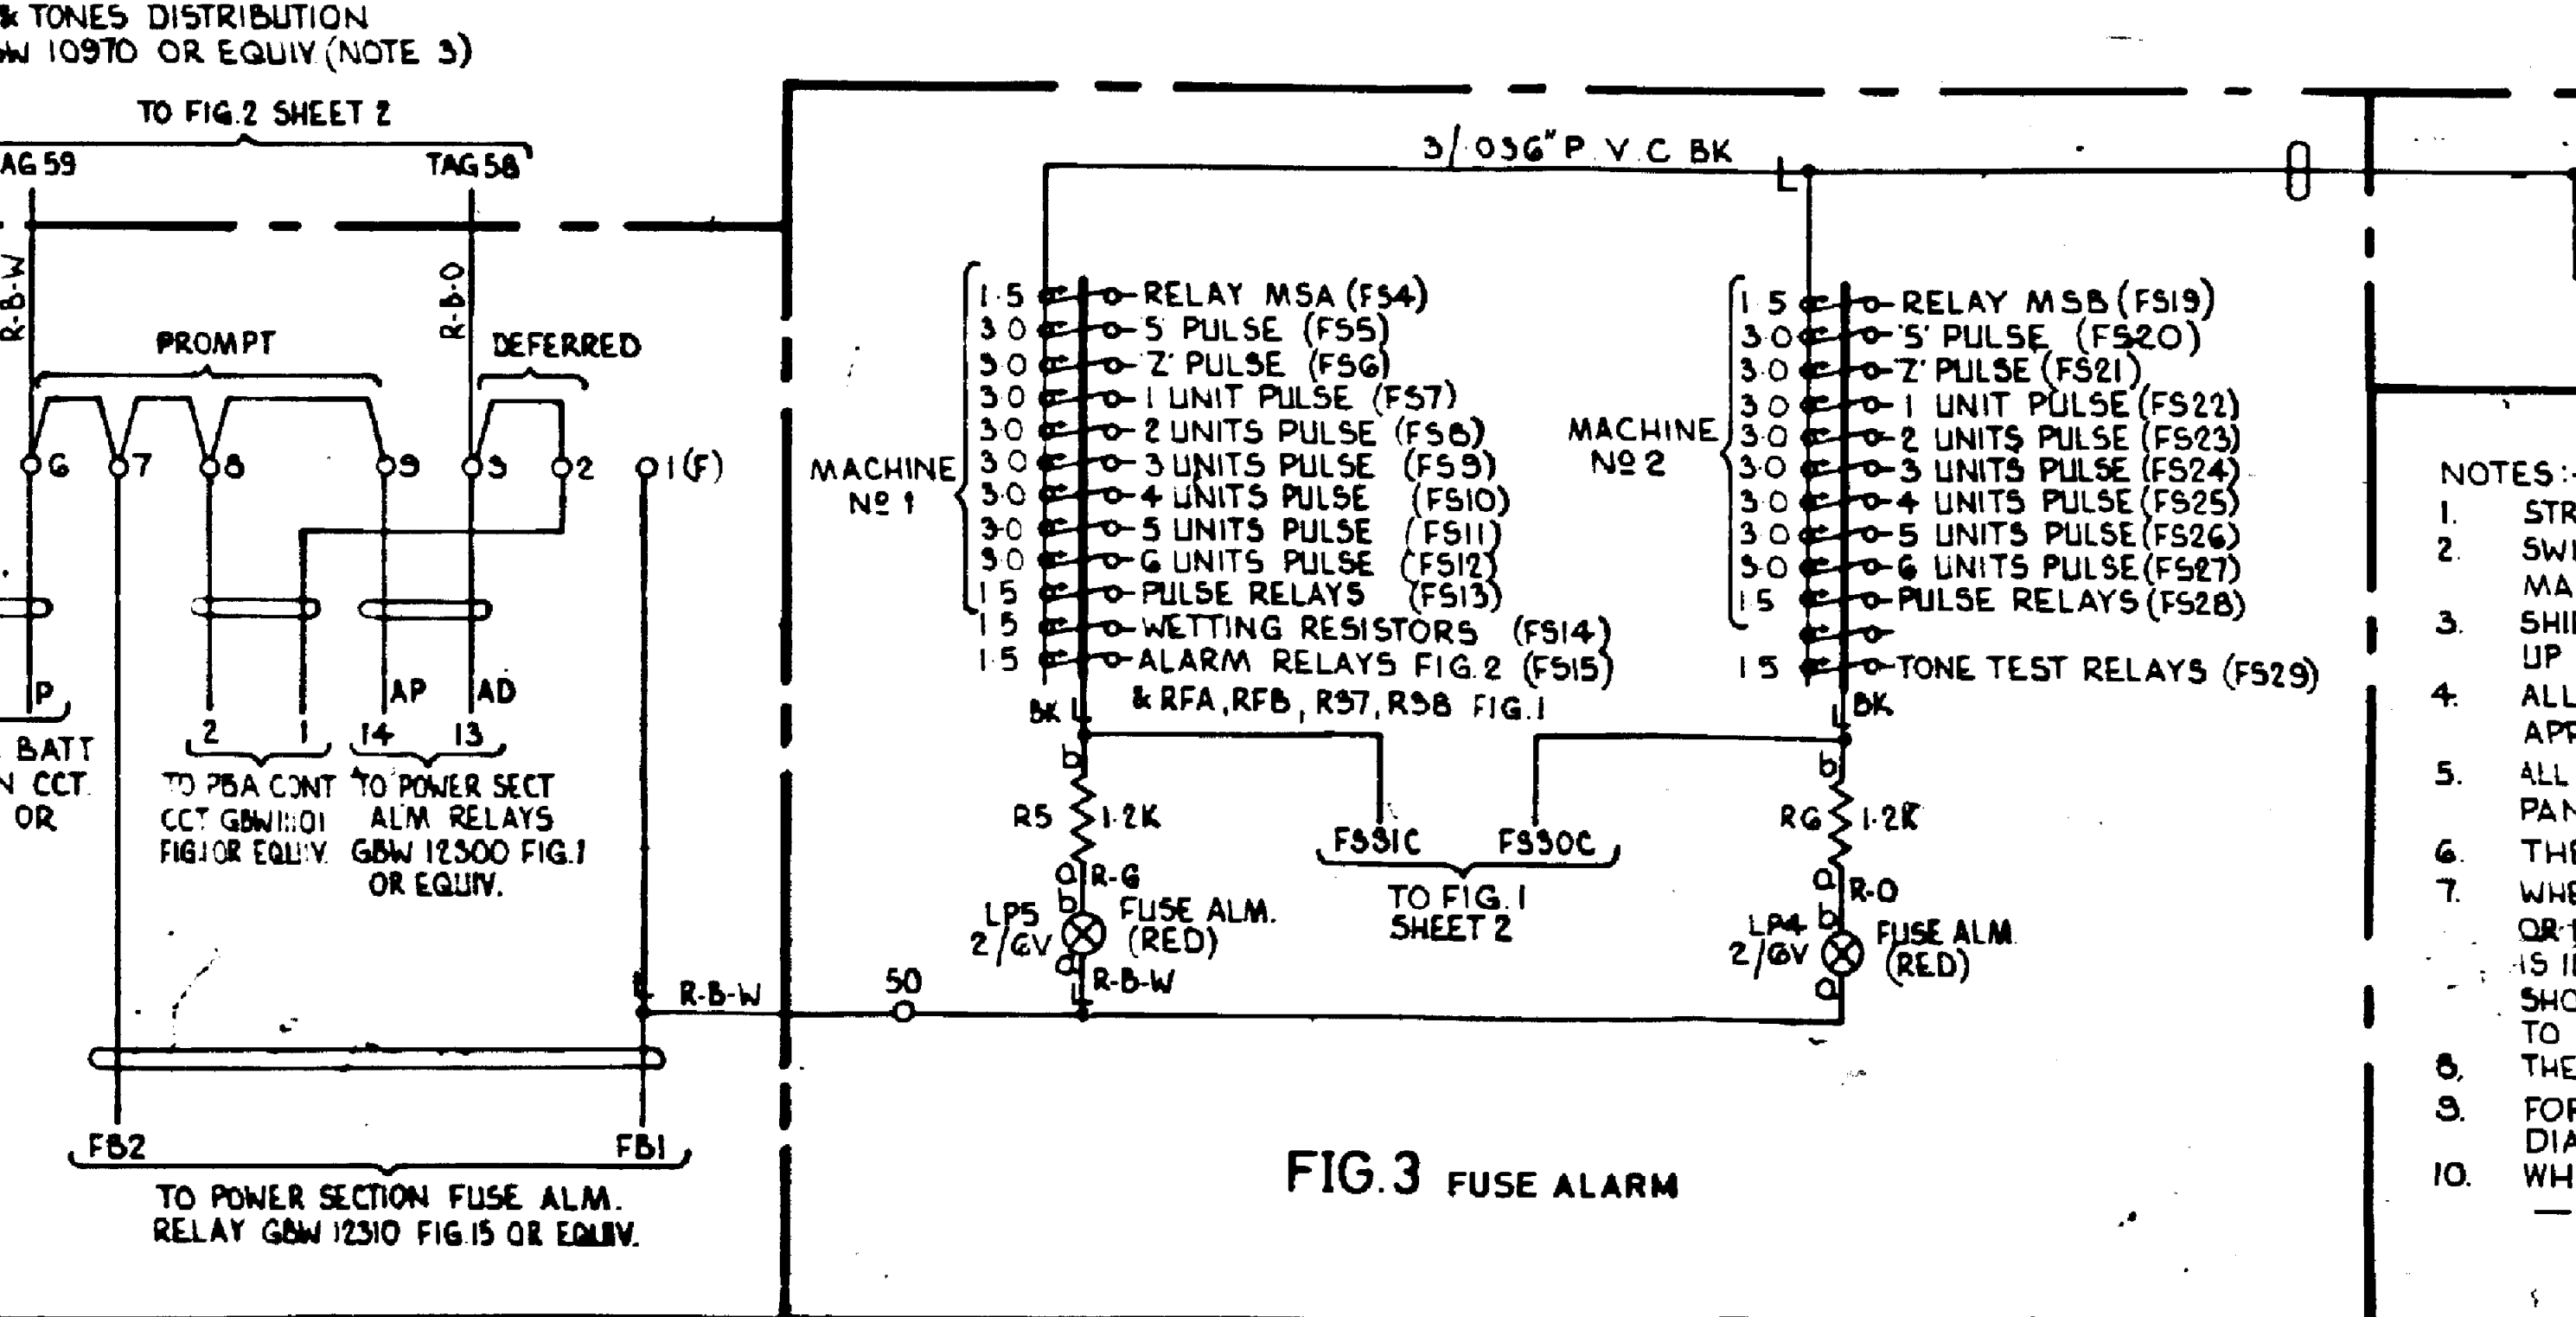 & TONES DISTRIBUTION
10970 OR EQUIV (NOTE 3)
TO FIG.2 SHEET 2
TAG58
R-B-W
R-B-O
PROMPT
DEFERRED
6 7 8 9 3 2 1(F)
P
AP AD
2 1 14 13
BATT
CCT.
OR
TO PBA CONT
CCT
FIG.1 OR EQUIV.
TO POWER SECT
ALM RELAYS
GBW 12300 FIG.1
OR EQUIV.
R-B-W
FB2 FB1
TO POWER SECTION FUSE ALM.
RELAY GBW 12310 FIG.15 OR EQUIV.
3/.036" P.V.C BK
MACHINE
Nº 1
1.5 RELAY MSA (FS4)
3.0 'S' PULSE (FS5)
3.0 'Z' PULSE (FS6)
3.0 1 UNIT PULSE (FS7)
3.0 2 UNITS PULSE (FS8)
3.0 3 UNITS PULSE (FS9)
3.0 4 UNITS PULSE (FS10)
3.0 5 UNITS PULSE (FS11)
3.0 6 UNITS PULSE (FS12)
1.5 PULSE RELAYS (FS13)
1.5 WETTING RESISTORS (FS14)
1.5 ALARM RELAYS FIG.2 (FS15)
& RFA, RFB, RS7, RS8 FIG.1
BK
MACHINE
Nº 2
1.5 RELAY MSB (FS19)
3.0 'S' PULSE (FS20)
3.0 'Z' PULSE (FS21)
3.0 1 UNIT PULSE (FS22)
3.0 2 UNITS PULSE (FS23)
3.0 3 UNITS PULSE (FS24)
3.0 4 UNITS PULSE (FS25)
3.0 5 UNITS PULSE (FS26)
3.0 6 UNITS PULSE (FS27)
1.5 PULSE RELAYS (FS28)
1.5 TONE TEST RELAYS (FS29)
BK
b
R5 1.2K
a R-G
b
LP5 FUSE ALM.
2/6V (RED)
a R-B-W
50
FS31C FS30C
TO FIG.1
SHEET 2
b
R6 1.2K
a R-O
b
LP4 FUSE ALM.
2/6V (RED)
a
FIG.3 FUSE ALARM
NOTES:-
1.
2.
3.
UP
4. ALL
5. ALL
6.
7.
TO
8.
9.
10.